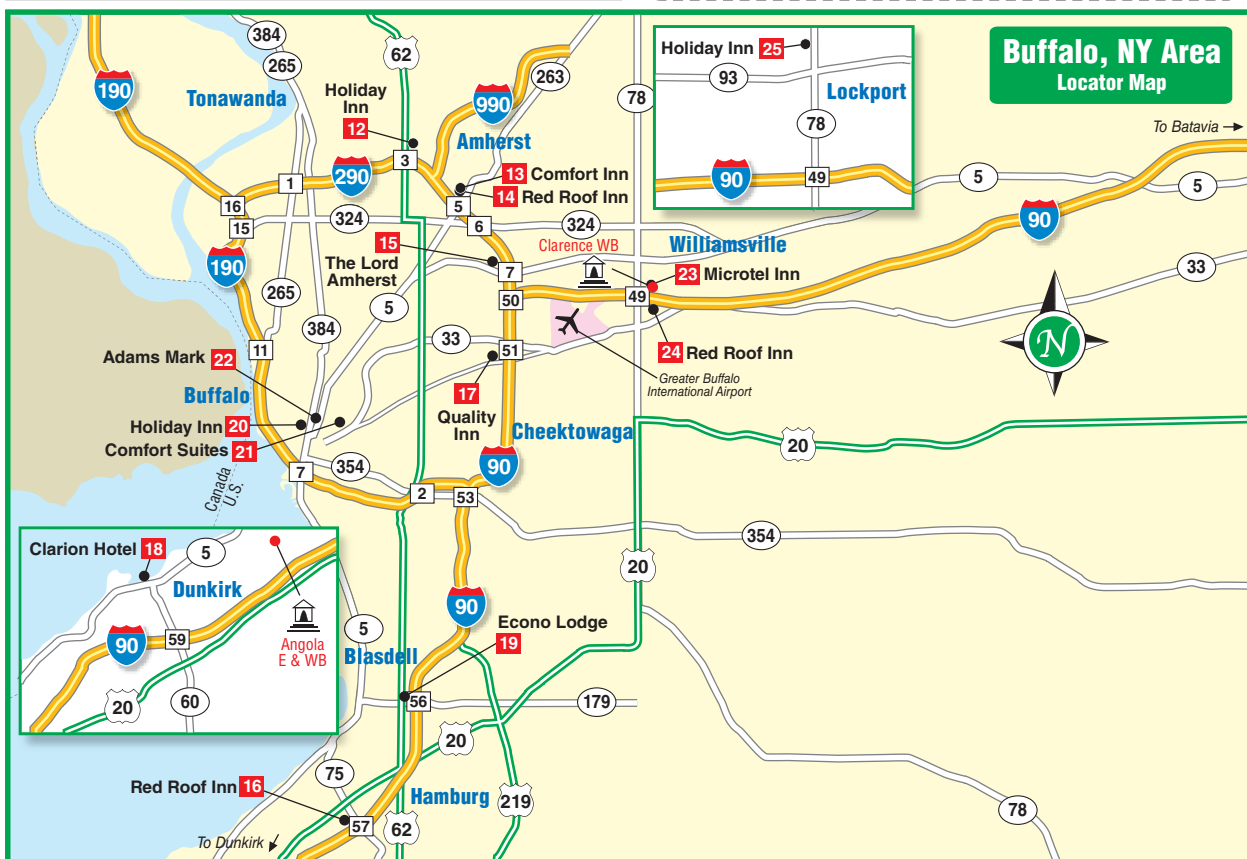 Buffalo, NY Area
Locator Map
To Batavia
384
265
62
263
190
Tonawanda
Holiday
Inn
12
990
Amherst
78
Holiday Inn 25
93
Lockport
78
90
49
3
290
1
16
15
13 Comfort Inn
14 Red Roof Inn
5
6
324
324
5
5
90
190
15
The Lord
Amherst
7
Clarence WB
Williamsville
23 Microtel Inn
33
265
384
5
50
49
33
51
11
24 Red Roof Inn
Greater Buffalo
International Airport
N
Adams Mark 22
Buffalo
17
Quality
Inn
Holiday Inn 20
Comfort Suites 21
Cheektowaga
20
90
7
354
2
53
Canada
U.S.
354
Clarion Hotel 18
5
Dunkirk
90
59
Angola
E & WB
20
60
20
90
5
Blasdell
Econo Lodge
19
56
179
20
75
Red Roof Inn 16
Hamburg
219
57
62
78
To Dunkirk